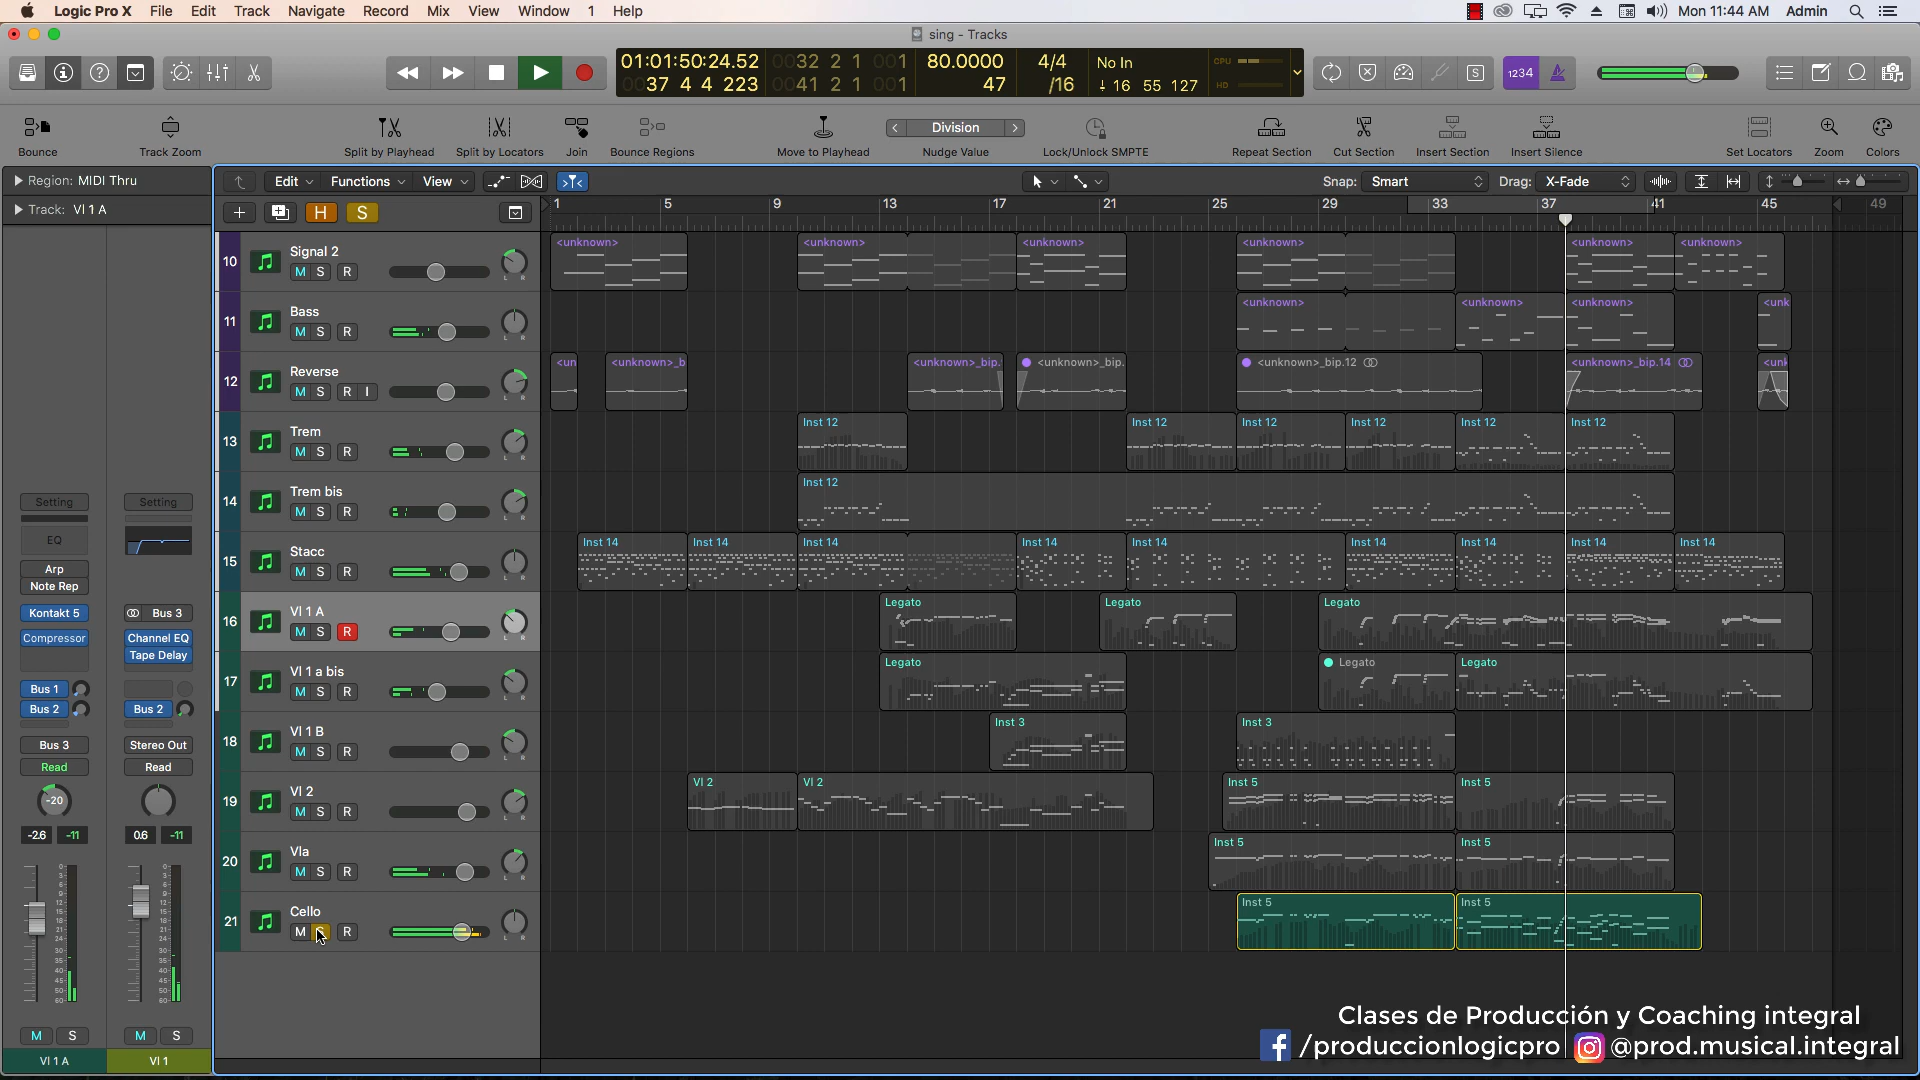 Logic Pro X File Edit Track Navigate Record Mix View Window 1 Help Mon 11:44 AM Admin
sing - Tracks
01:01:50:24.52 0032 2 1 001 80.0000 4/4 No In CPU
0037 4 4 223 0041 2 1 001 47 /16 16 55 127 HD
S 1234
Division
Bounce Track Zoom Split by Playhead Split by Locators Join Bounce Regions Move to Playhead Nudge Value Lock/Unlock SMPTE Repeat Section Cut Section Insert Section Insert Silence Set Locators Zoom Colors
Region: MIDI Thru Edit Functions View Snap: Smart Drag: X-Fade
Track: Vl 1 A H S 1 5 9 13 17 21 25 29 33 37 41 45 49
10 Signal 2 <unknown> <unknown> <unknown> <unknown> <unknown> <unknown>
M S R L R
11 Bass <unknown> <unknown> <unknown> <unk
M S R L R
12 Reverse <un <unknown>_b <unknown>_bip. <unknown>_bip. <unknown>_bip.12 <unknown>_bip.14 <unk
M S R I L R
13 Trem Inst 12 Inst 12 Inst 12 Inst 12 Inst 12 Inst 12
M S R L R
14 Trem bis Inst 12
M S R L R
15 Stacc Inst 14 Inst 14 Inst 14 Inst 14 Inst 14 Inst 14 Inst 14 Inst 14 Inst 14
M S R L R
16 Vl 1 A Legato Legato Legato
M S R L R
17 Vl 1 a bis Legato Legato Legato
M S R L R
18 Vl 1 B Inst 3 Inst 3
M S R L R
19 Vl 2 Vl 2 Vl 2 Inst 5 Inst 5
M S R L R
20 Vla Inst 5 Inst 5
M S R L R
21 Cello Inst 5 Inst 5
M S R L R
Setting Setting
EQ
Arp
Note Rep
Kontakt 5 Bus 3
Compressor Channel EQ
Tape Delay
Bus 1
Bus 2 Bus 2
Bus 3 Stereo Out
Read Read
-20
-2.6 -11 0.6 -11
M S M S
Vl 1 A Vl 1
Clases de Producción y Coaching integral
/produccionlogicpro @prod.musical.integral